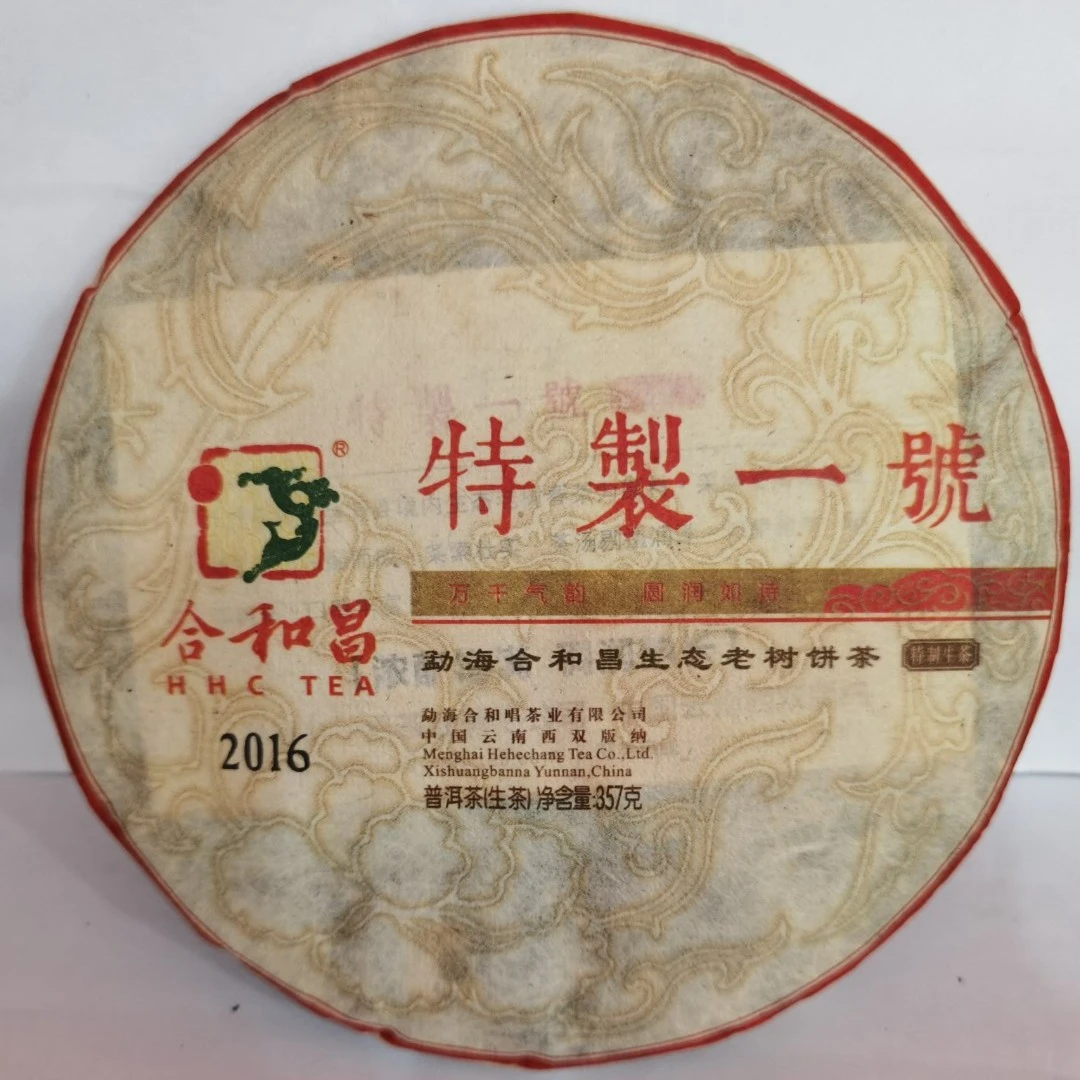 特製一號
万千气韵 圆润如诗
勐海合和昌生态老树饼茶 特制生茶
®
合和昌
HHC TEA
2016
勐海合和唱茶业有限公司
中国云南西双版纳
Menghai Hehechang Tea Co.,Ltd.
Xishuangbanna Yunnan,China
普洱茶(生茶) 净含量:357克